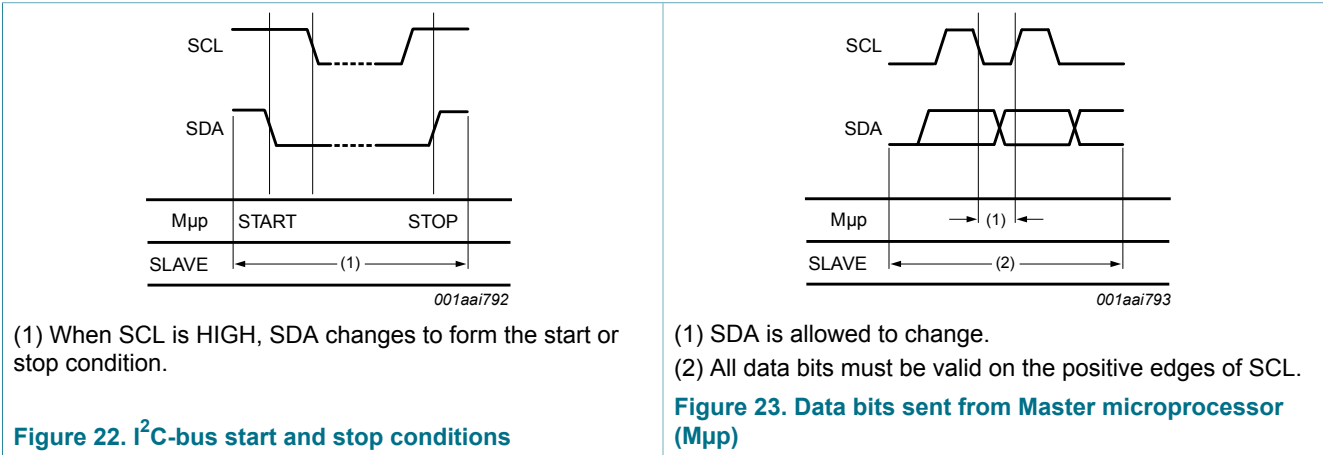 SCL
SDA
Mµp START STOP
SLAVE (1)
001aai792
(1) When SCL is HIGH, SDA changes to form the start or
stop condition.
Figure 22. I²C-bus start and stop conditions
SCL
SDA
Mµp (1)
SLAVE (2)
001aai793
(1) SDA is allowed to change.
(2) All data bits must be valid on the positive edges of SCL.
Figure 23. Data bits sent from Master microprocessor
(Mµp)